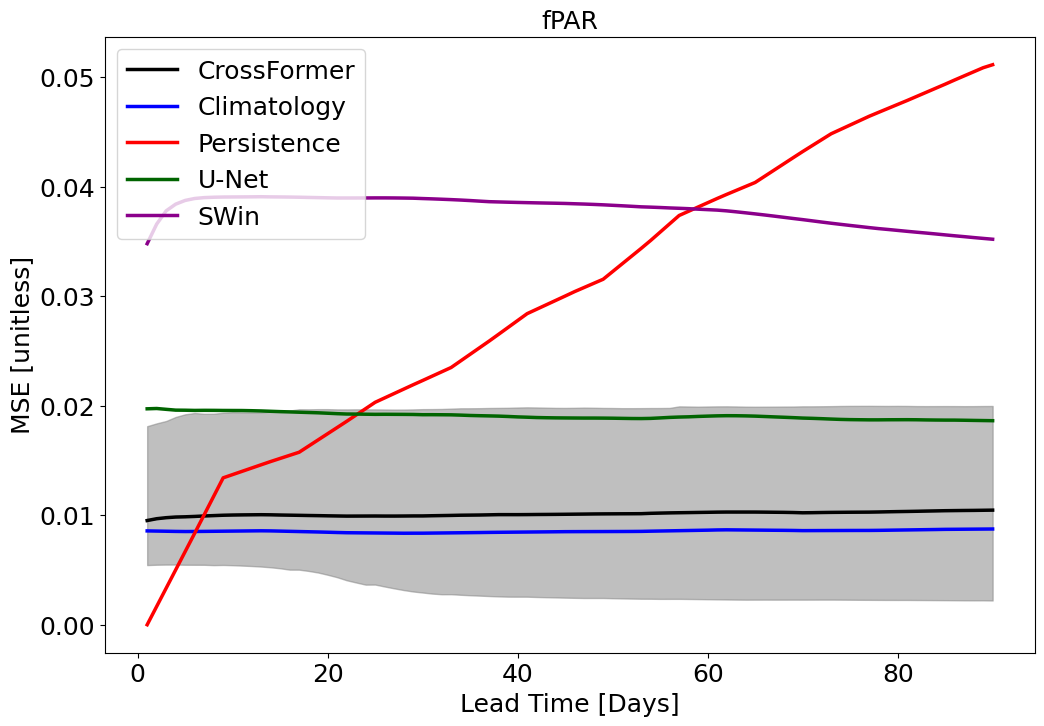 fPAR
CrossFormer
Climatology
Persistence
U-Net
SWin
MSE [unitless]
0.05
0.04
0.03
0.02
0.01
0.00
0 20 40 60 80
Lead Time [Days]